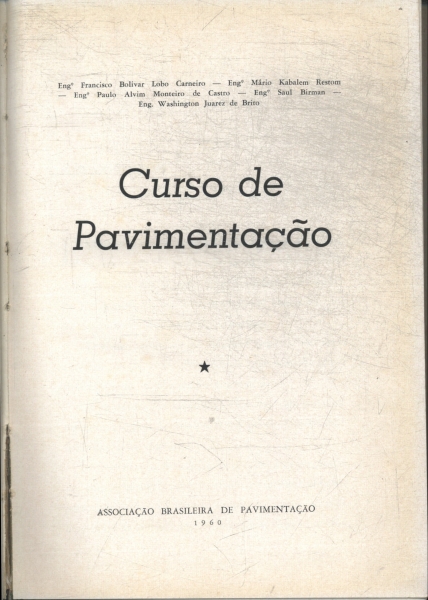 Engº Francisco Bolivar Lobo Carneiro — Engº Mário Kabalem Restom
— Engº Paulo Alvim Monteiro de Castro — Engº Saul Birman —
Eng. Washington Juarez de Brito
Curso de
Pavimentação
★
ASSOCIAÇÃO BRASILEIRA DE PAVIMENTAÇÃO
1960